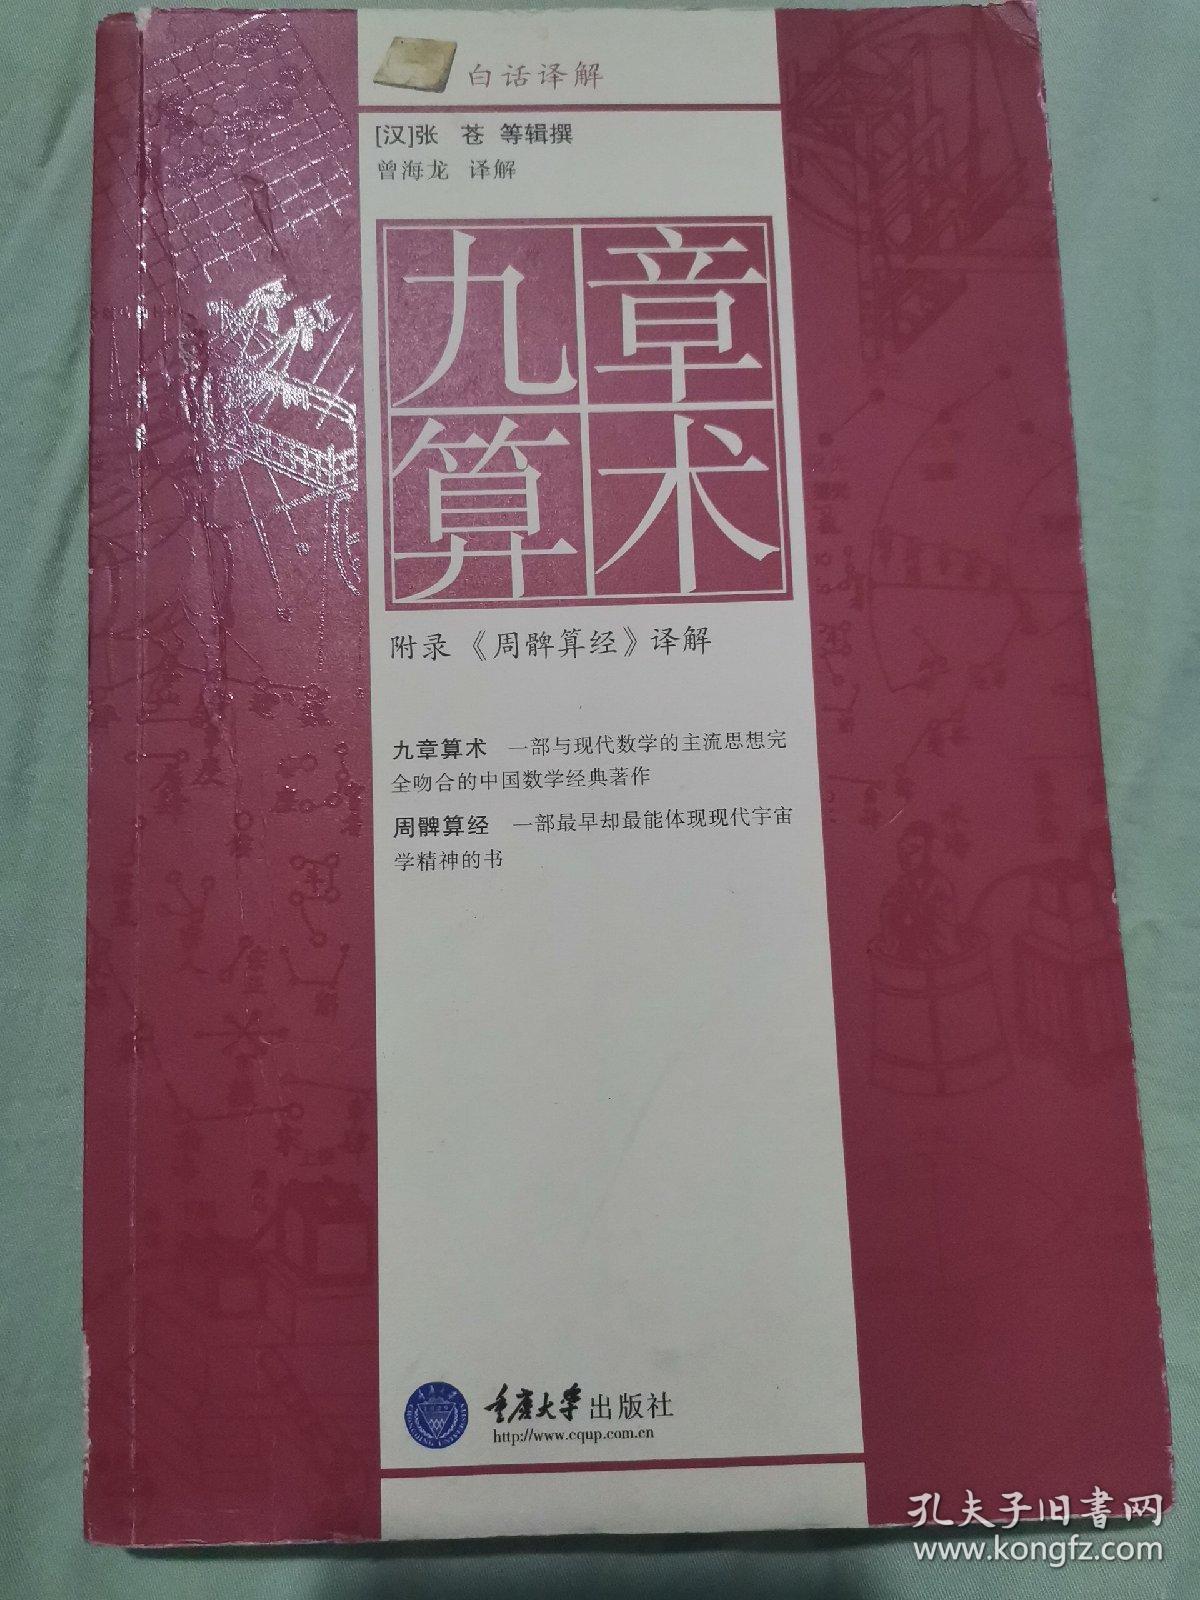 白话译解
[汉]张 苍 等辑撰
曾海龙 译解
九章
算术
附录《周髀算经》译解
九章算术 一部与现代数学的主流思想完
全吻合的中国数学经典著作
周髀算经 一部最早却最能体现现代宇宙
学精神的书
重庆大学出版社
http://www.cqup.com.cn
孔夫子旧书网
www.kongfz.com